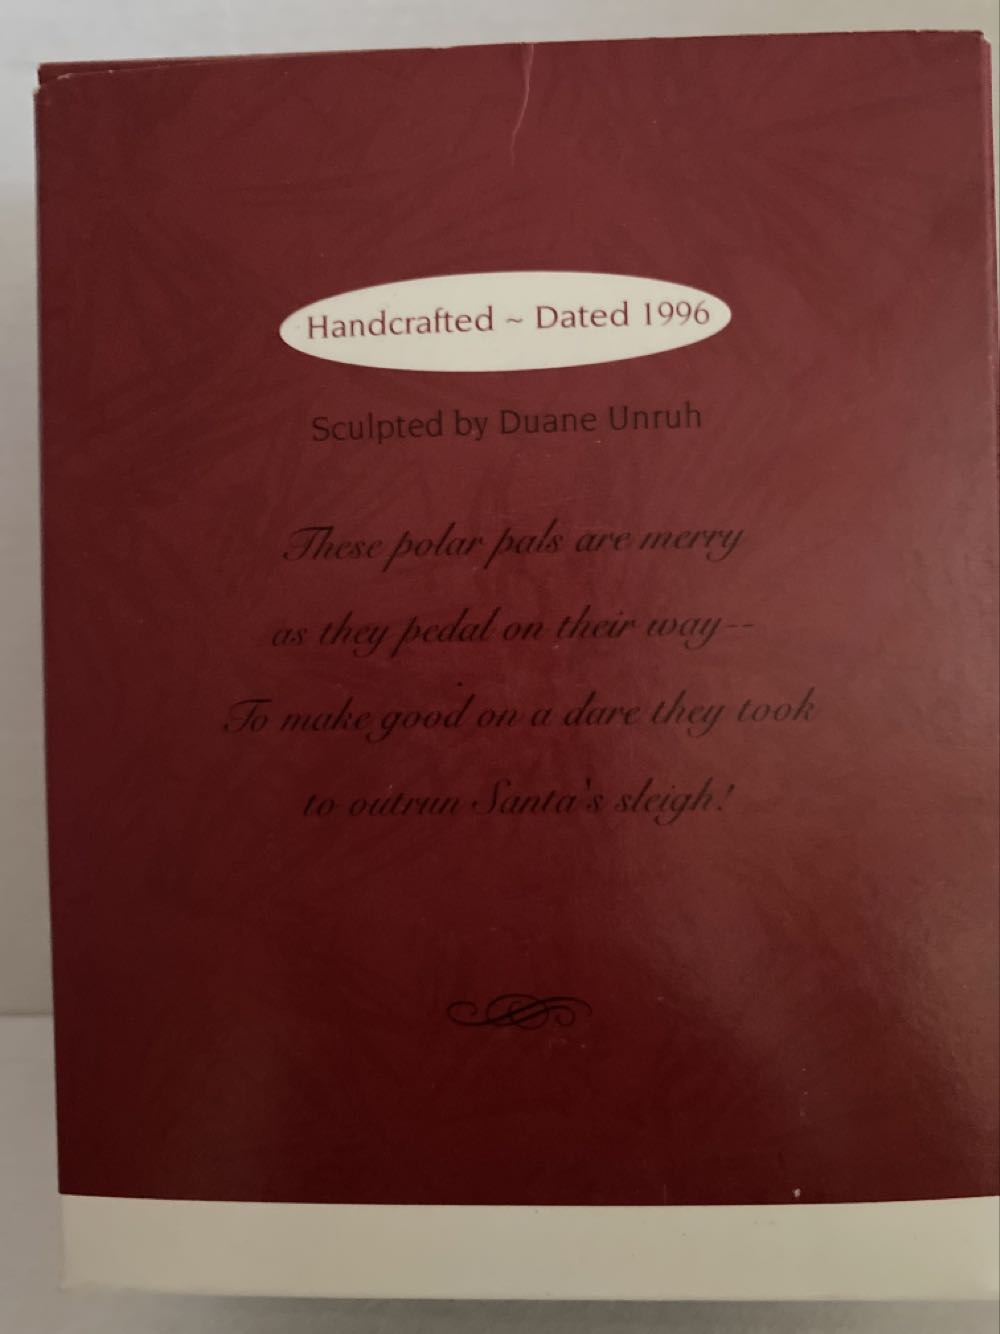 Handcrafted ~ Dated 1996
Sculpted by Duane Unruh
These polar pals are merry
as they pedal on their way--
To make good on a dare they took
to outrun Santa's sleigh!